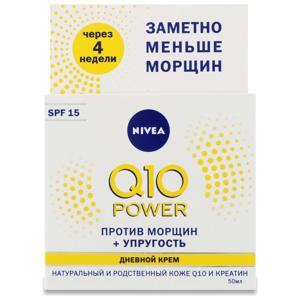 через
4
недели
ЗАМЕТНО
МЕНЬШЕ
МОРЩИН
SPF 15
NIVEA
Q10
POWER
ПРОТИВ МОРЩИН
+ УПРУГОСТЬ
ДНЕВНОЙ КРЕМ
НАТУРАЛЬНЫЙ И РОДСТВЕННЫЙ КОЖЕ Q10 И КРЕАТИН
50мл